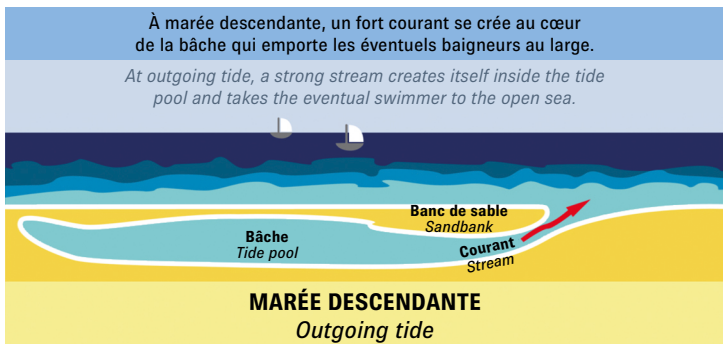 À marée descendante, un fort courant se crée au cœur
de la bâche qui emporte les éventuels baigneurs au large.
At outgoing tide, a strong stream creates itself inside the tide
pool and takes the eventual swimmer to the open sea.
Banc de sable
Sandbank
Bâche
Tide pool
Courant
Stream
MARÉE DESCENDANTE
Outgoing tide